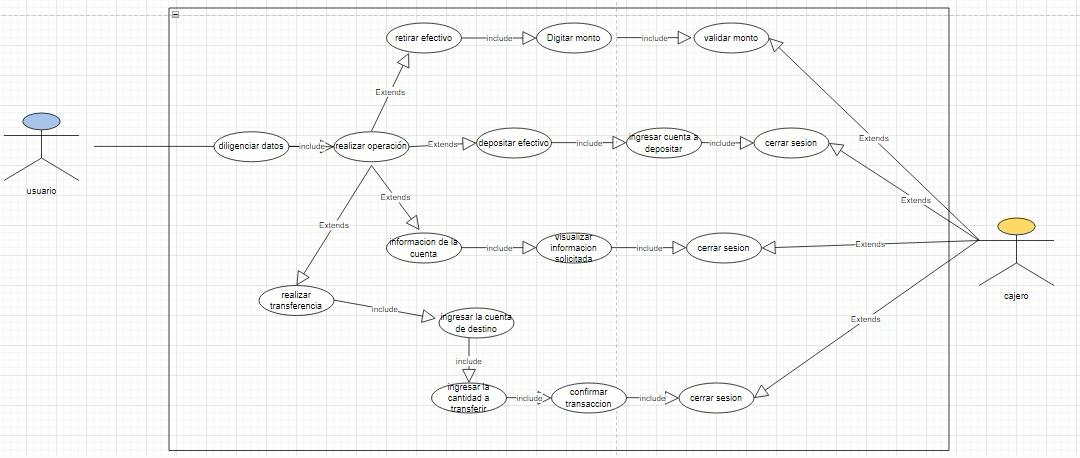 retirar efectivo
include
Digitar monto
include
validar monto
Extends
Extends
diligenciar datos
include
realizar operación
Extends
depositar efectivo
include
ingresar cuenta a
depositar
include
cerrar sesion
Extends
usuario
Extends
Extends
informacion de la
cuenta
include
visualizar
informacion
solicitada
include
cerrar sesion
Extends
cajero
realizar
transferencia
include
ingresar la cuenta
de destino
Extends
include
ingresar la
cantidad a
transferir
include
confirmar
transaccion
include
cerrar sesion